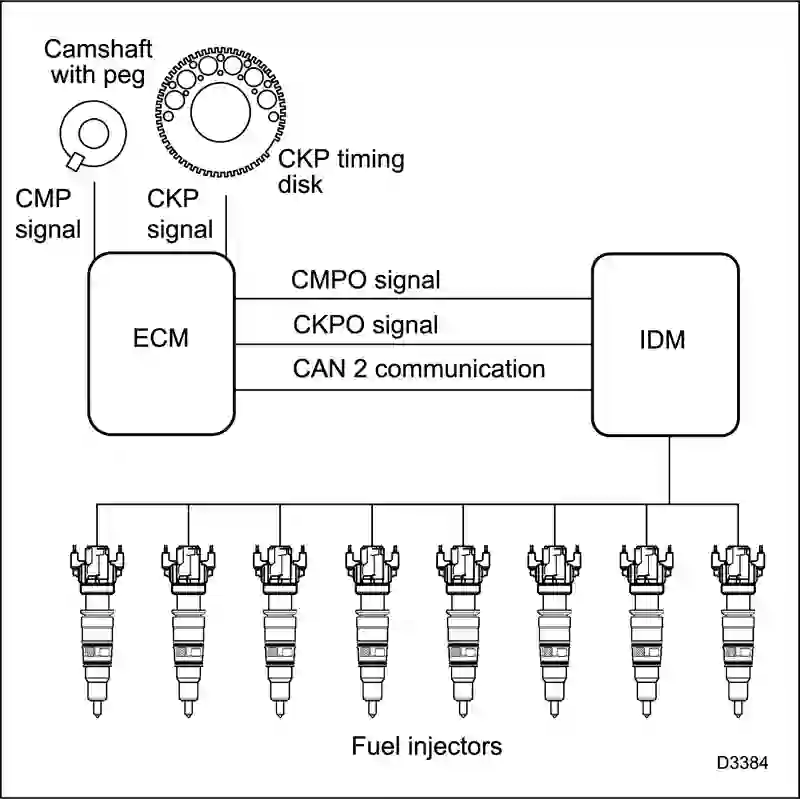 Camshaft
with peg
CKP timing
disk
CMP
signal
CKP
signal
CMPO signal
CKPO signal
CAN 2 communication
ECM
IDM
Fuel injectors
D3384